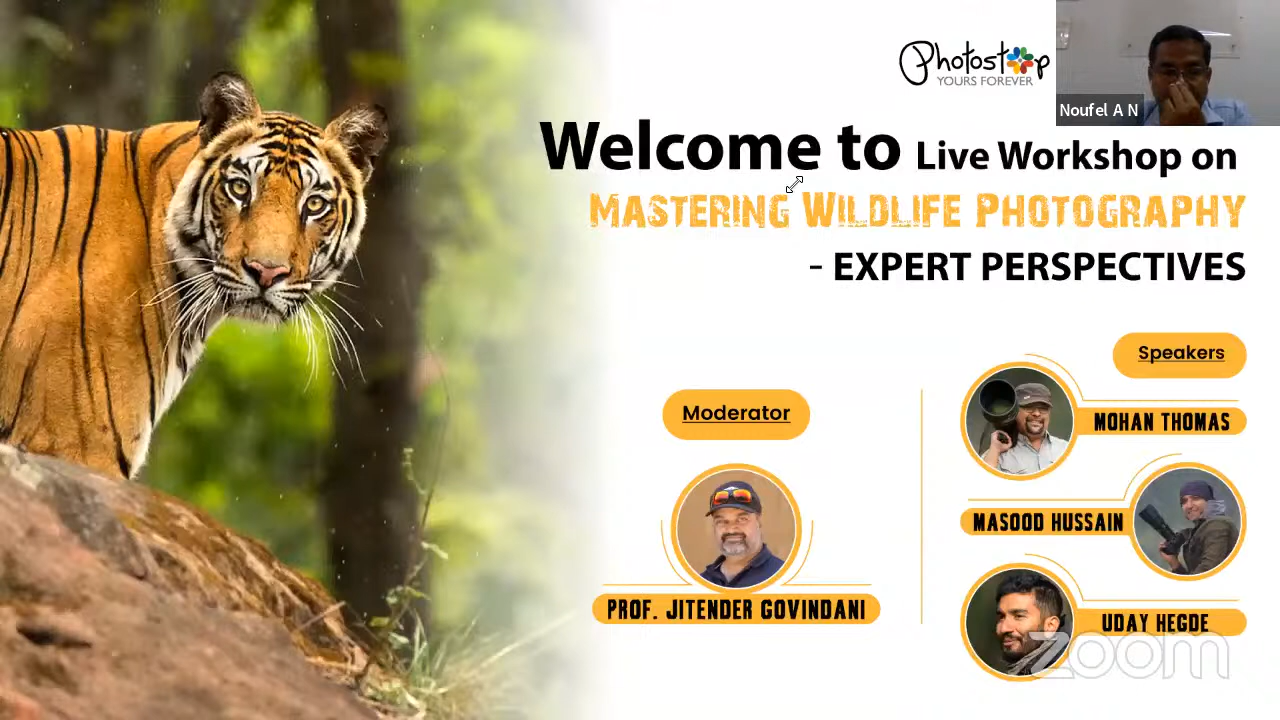 Photostop
YOURS FOREVER
Noufel A N
Welcome to Live Workshop on
MASTERING WILDLIFE PHOTOGRAPHY
- EXPERT PERSPECTIVES
Moderator
PROF. JITENDER GOVINDANI
Speakers
MOHAN THOMAS
MASOOD HUSSAIN
UDAY HEGDE
zoom